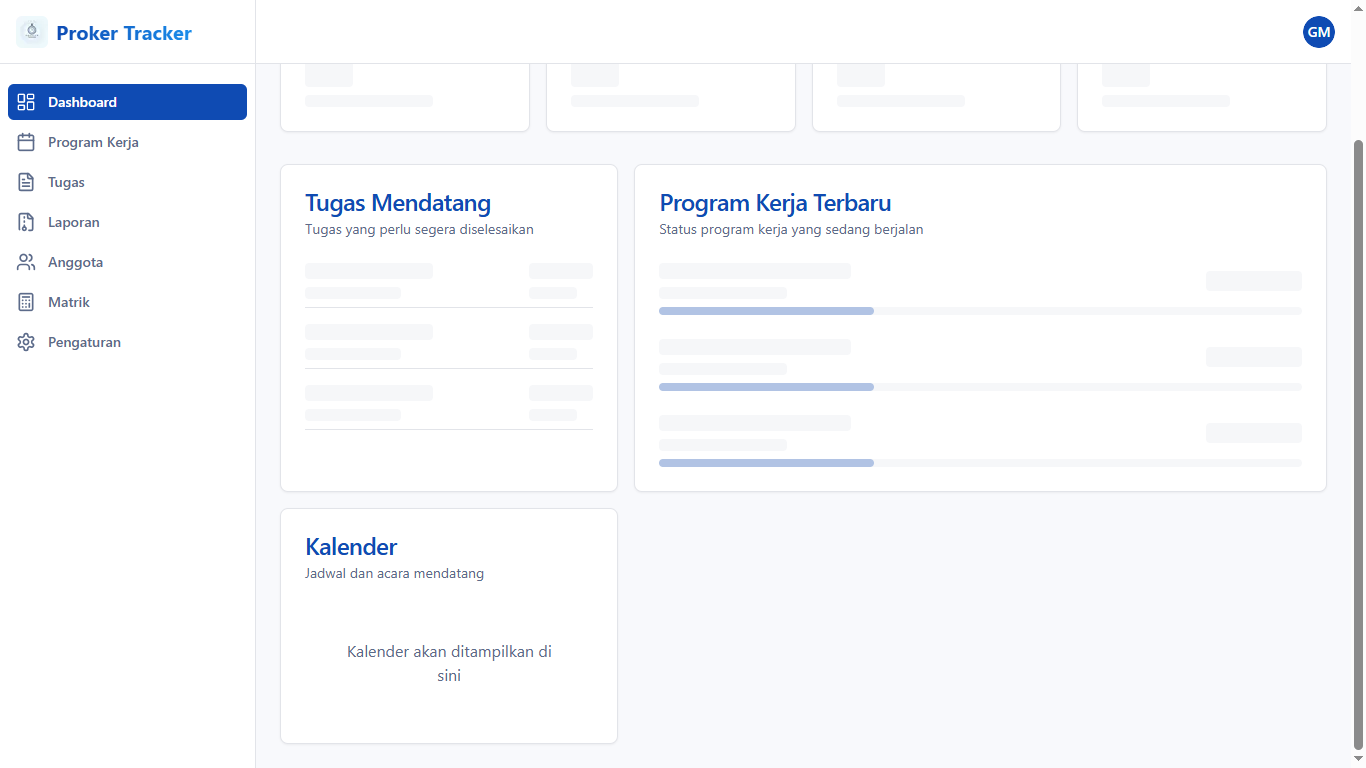 Proker Tracker
GM
Dashboard
Program Kerja
Tugas
Laporan
Anggota
Matrik
Pengaturan
Tugas Mendatang
Tugas yang perlu segera diselesaikan
Program Kerja Terbaru
Status program kerja yang sedang berjalan
Kalender
Jadwal dan acara mendatang
Kalender akan ditampilkan di
sini